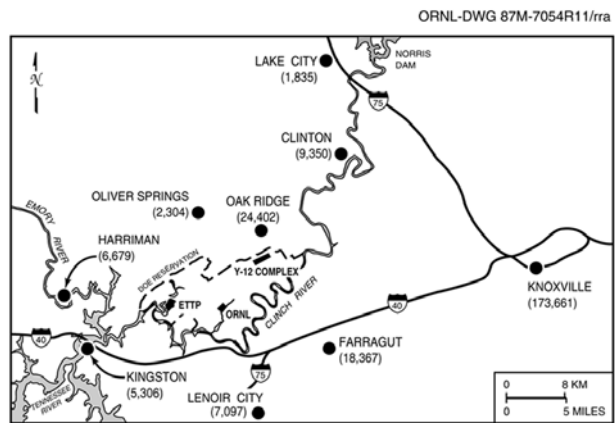 ORNL-DWG 87M-7054R11/rra
LAKE CITY
(1,835)
NORRIS
DAM
75
CLINTON
(9,350)
N
OLIVER SPRINGS
(2,304)
OAK RIDGE
(24,402)
EMORY
RIVER
HARRIMAN
(6,679)
DOE RESERVATION
Y-12 COMPLEX
ETTP
ORNL
CLINCH RIVER
KNOXVILLE
(173,661)
40
40
FARRAGUT
(18,367)
KINGSTON
(5,306)
75
TENNESSEE
RIVER
LENOIR CITY
(7,097)
0 8 KM
0 5 MILES